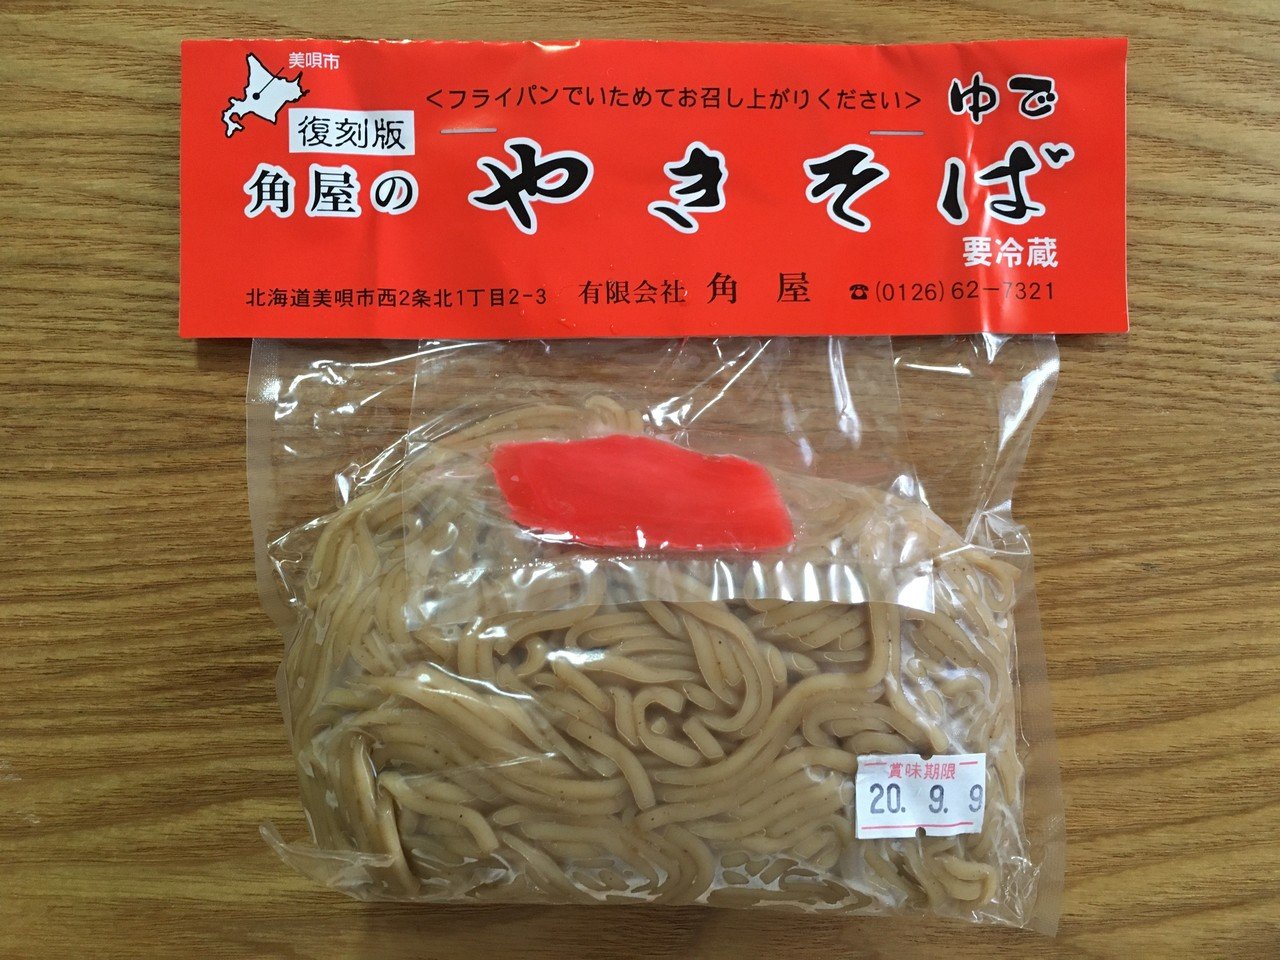 美唄市
<フライパンでいためてお召し上がりください>
ゆで
復刻版
角屋の
やきそば
要冷蔵
北海道美唄市西2条北1丁目2-3 有限会社 角屋 ☎(0126)62-7321
賞味期限
20. 9. 9